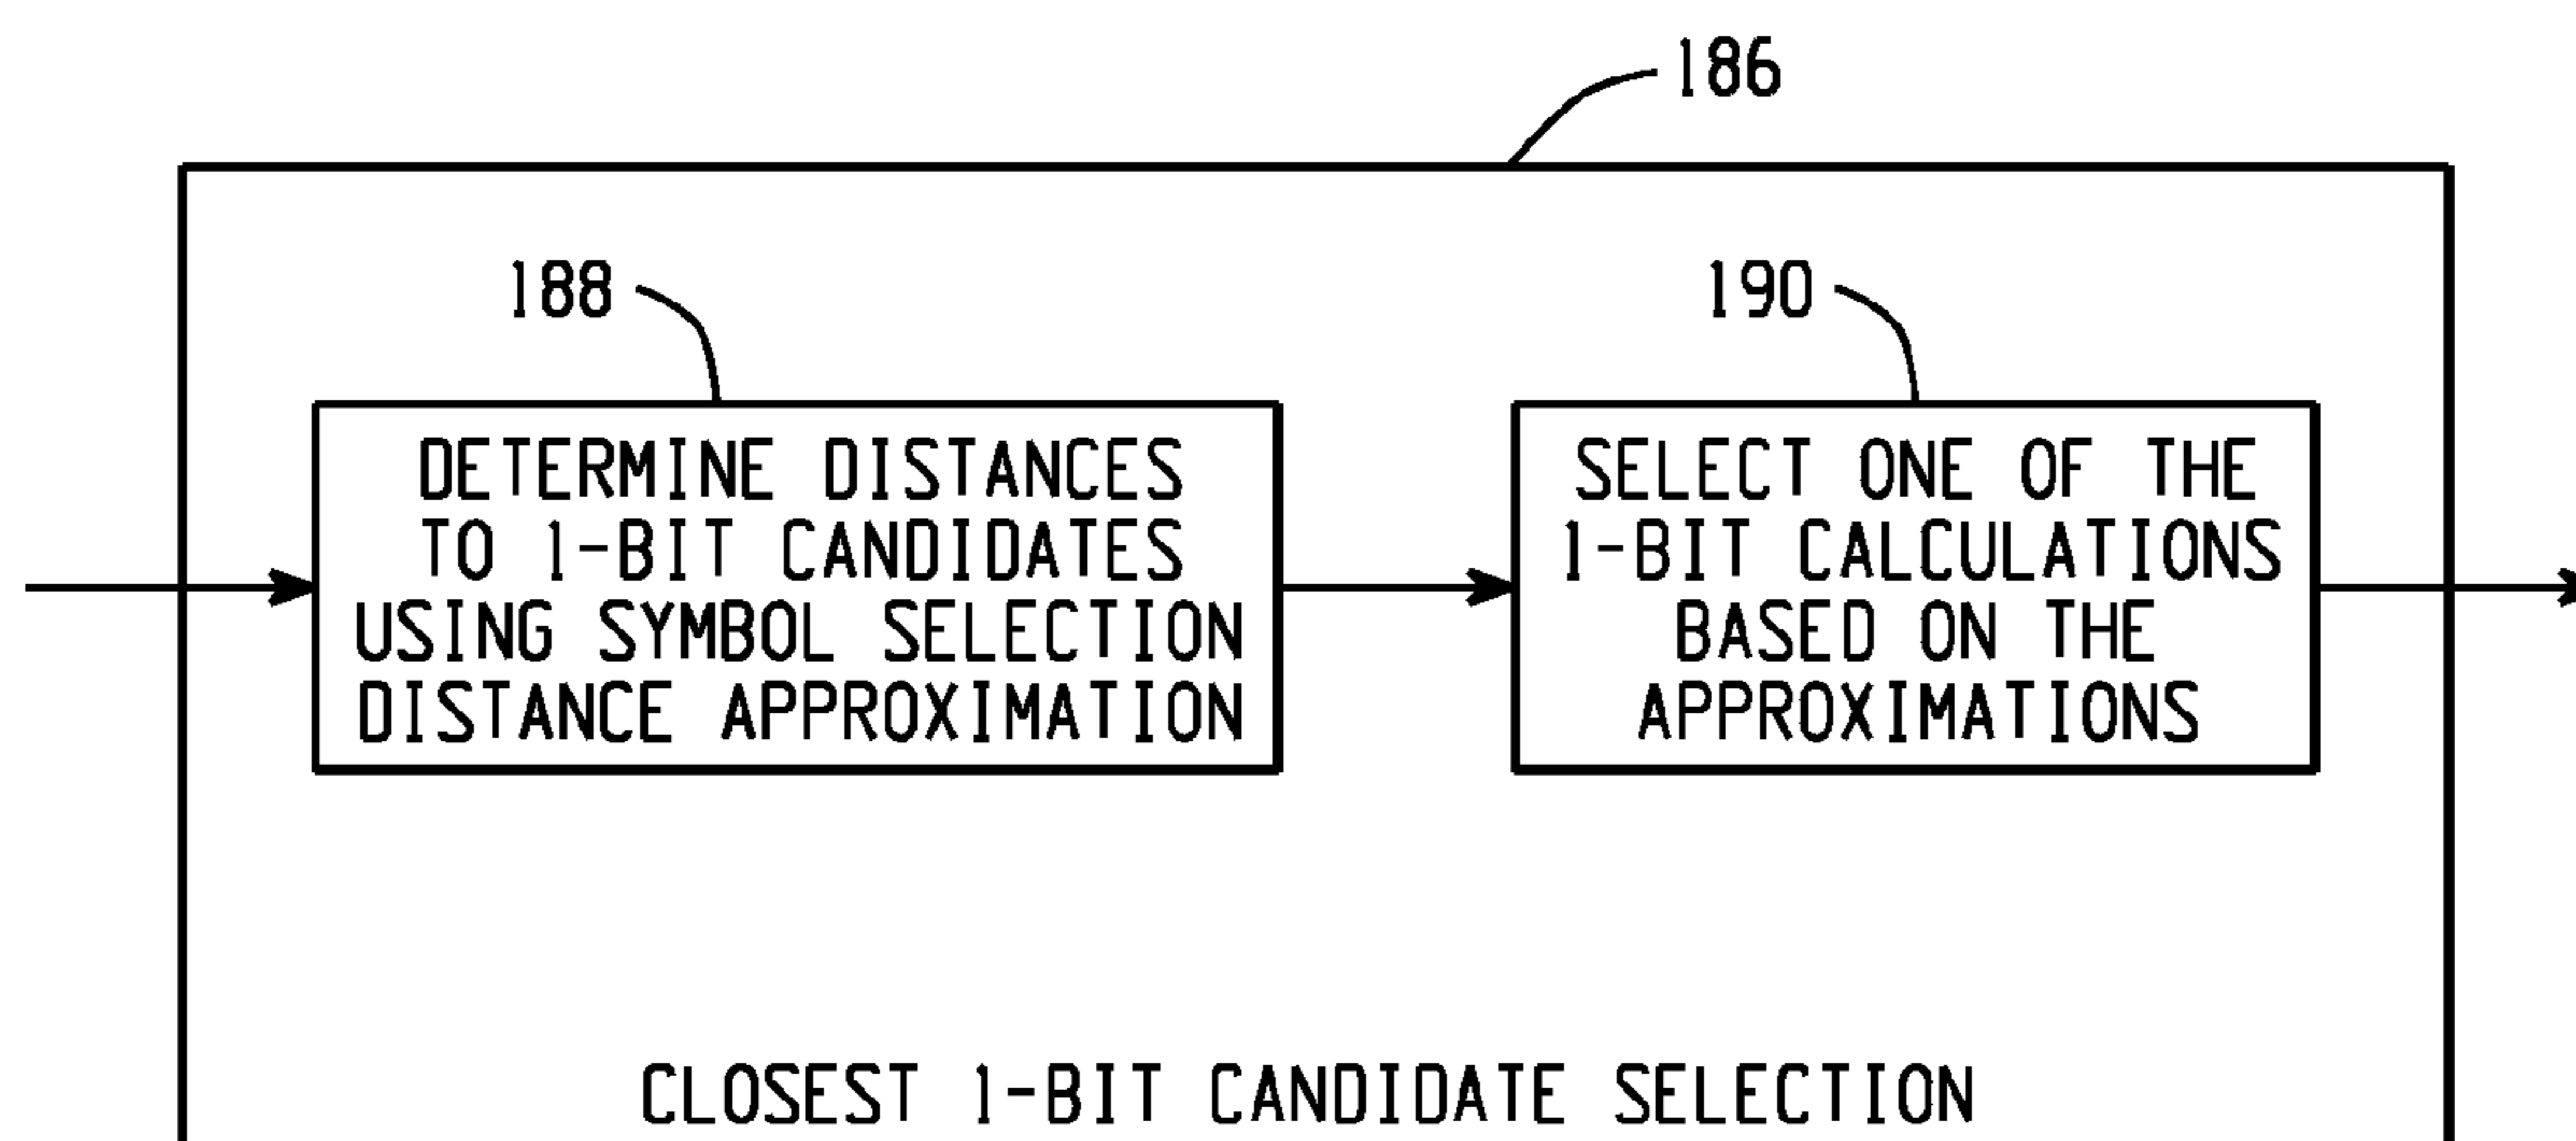 186
188
190
DETERMINE DISTANCES
TO 1-BIT CANDIDATES
USING SYMBOL SELECTION
DISTANCE APPROXIMATION
SELECT ONE OF THE
1-BIT CALCULATIONS
BASED ON THE
APPROXIMATIONS
CLOSEST 1-BIT CANDIDATE SELECTION